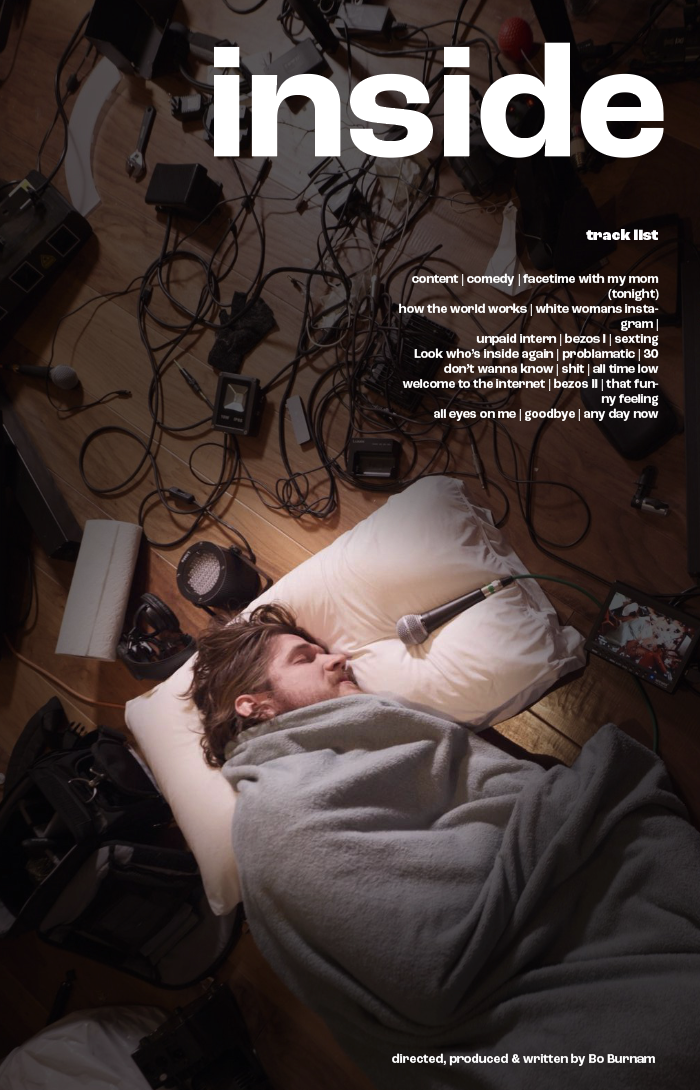 inside
track list
content | comedy | facetime with my mom
(tonight)
how the world works | white womans insta-
gram |
unpaid intern | bezos I | sexting
Look who's inside again | problamatic | 30
don't wanna know | shit | all time low
welcome to the internet | bezos II | that fun-
ny feeling
all eyes on me | goodbye | any day now
directed, produced & written by Bo Burnam